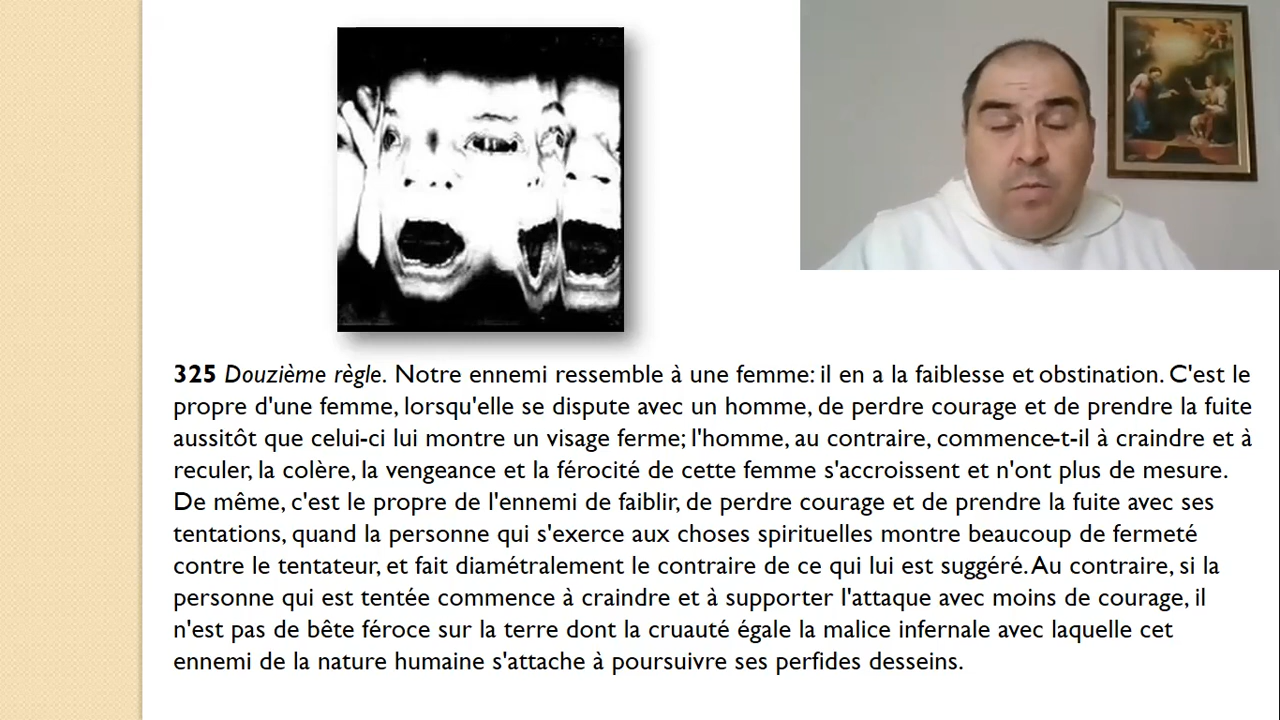 325 Douzième règle. Notre ennemi ressemble à une femme: il en a la faiblesse et obstination. C'est le
propre d'une femme, lorsqu'elle se dispute avec un homme, de perdre courage et de prendre la fuite
aussitôt que celui-ci lui montre un visage ferme; l'homme, au contraire, commence-t-il à craindre et à
reculer, la colère, la vengeance et la férocité de cette femme s'accroissent et n'ont plus de mesure.
De même, c'est le propre de l'ennemi de faiblir, de perdre courage et de prendre la fuite avec ses
tentations, quand la personne qui s'exerce aux choses spirituelles montre beaucoup de fermeté
contre le tentateur, et fait diamétralement le contraire de ce qui lui est suggéré. Au contraire, si la
personne qui est tentée commence à craindre et à supporter l'attaque avec moins de courage, il
n'est pas de bête féroce sur la terre dont la cruauté égale la malice infernale avec laquelle cet
ennemi de la nature humaine s'attache à poursuivre ses perfides desseins.